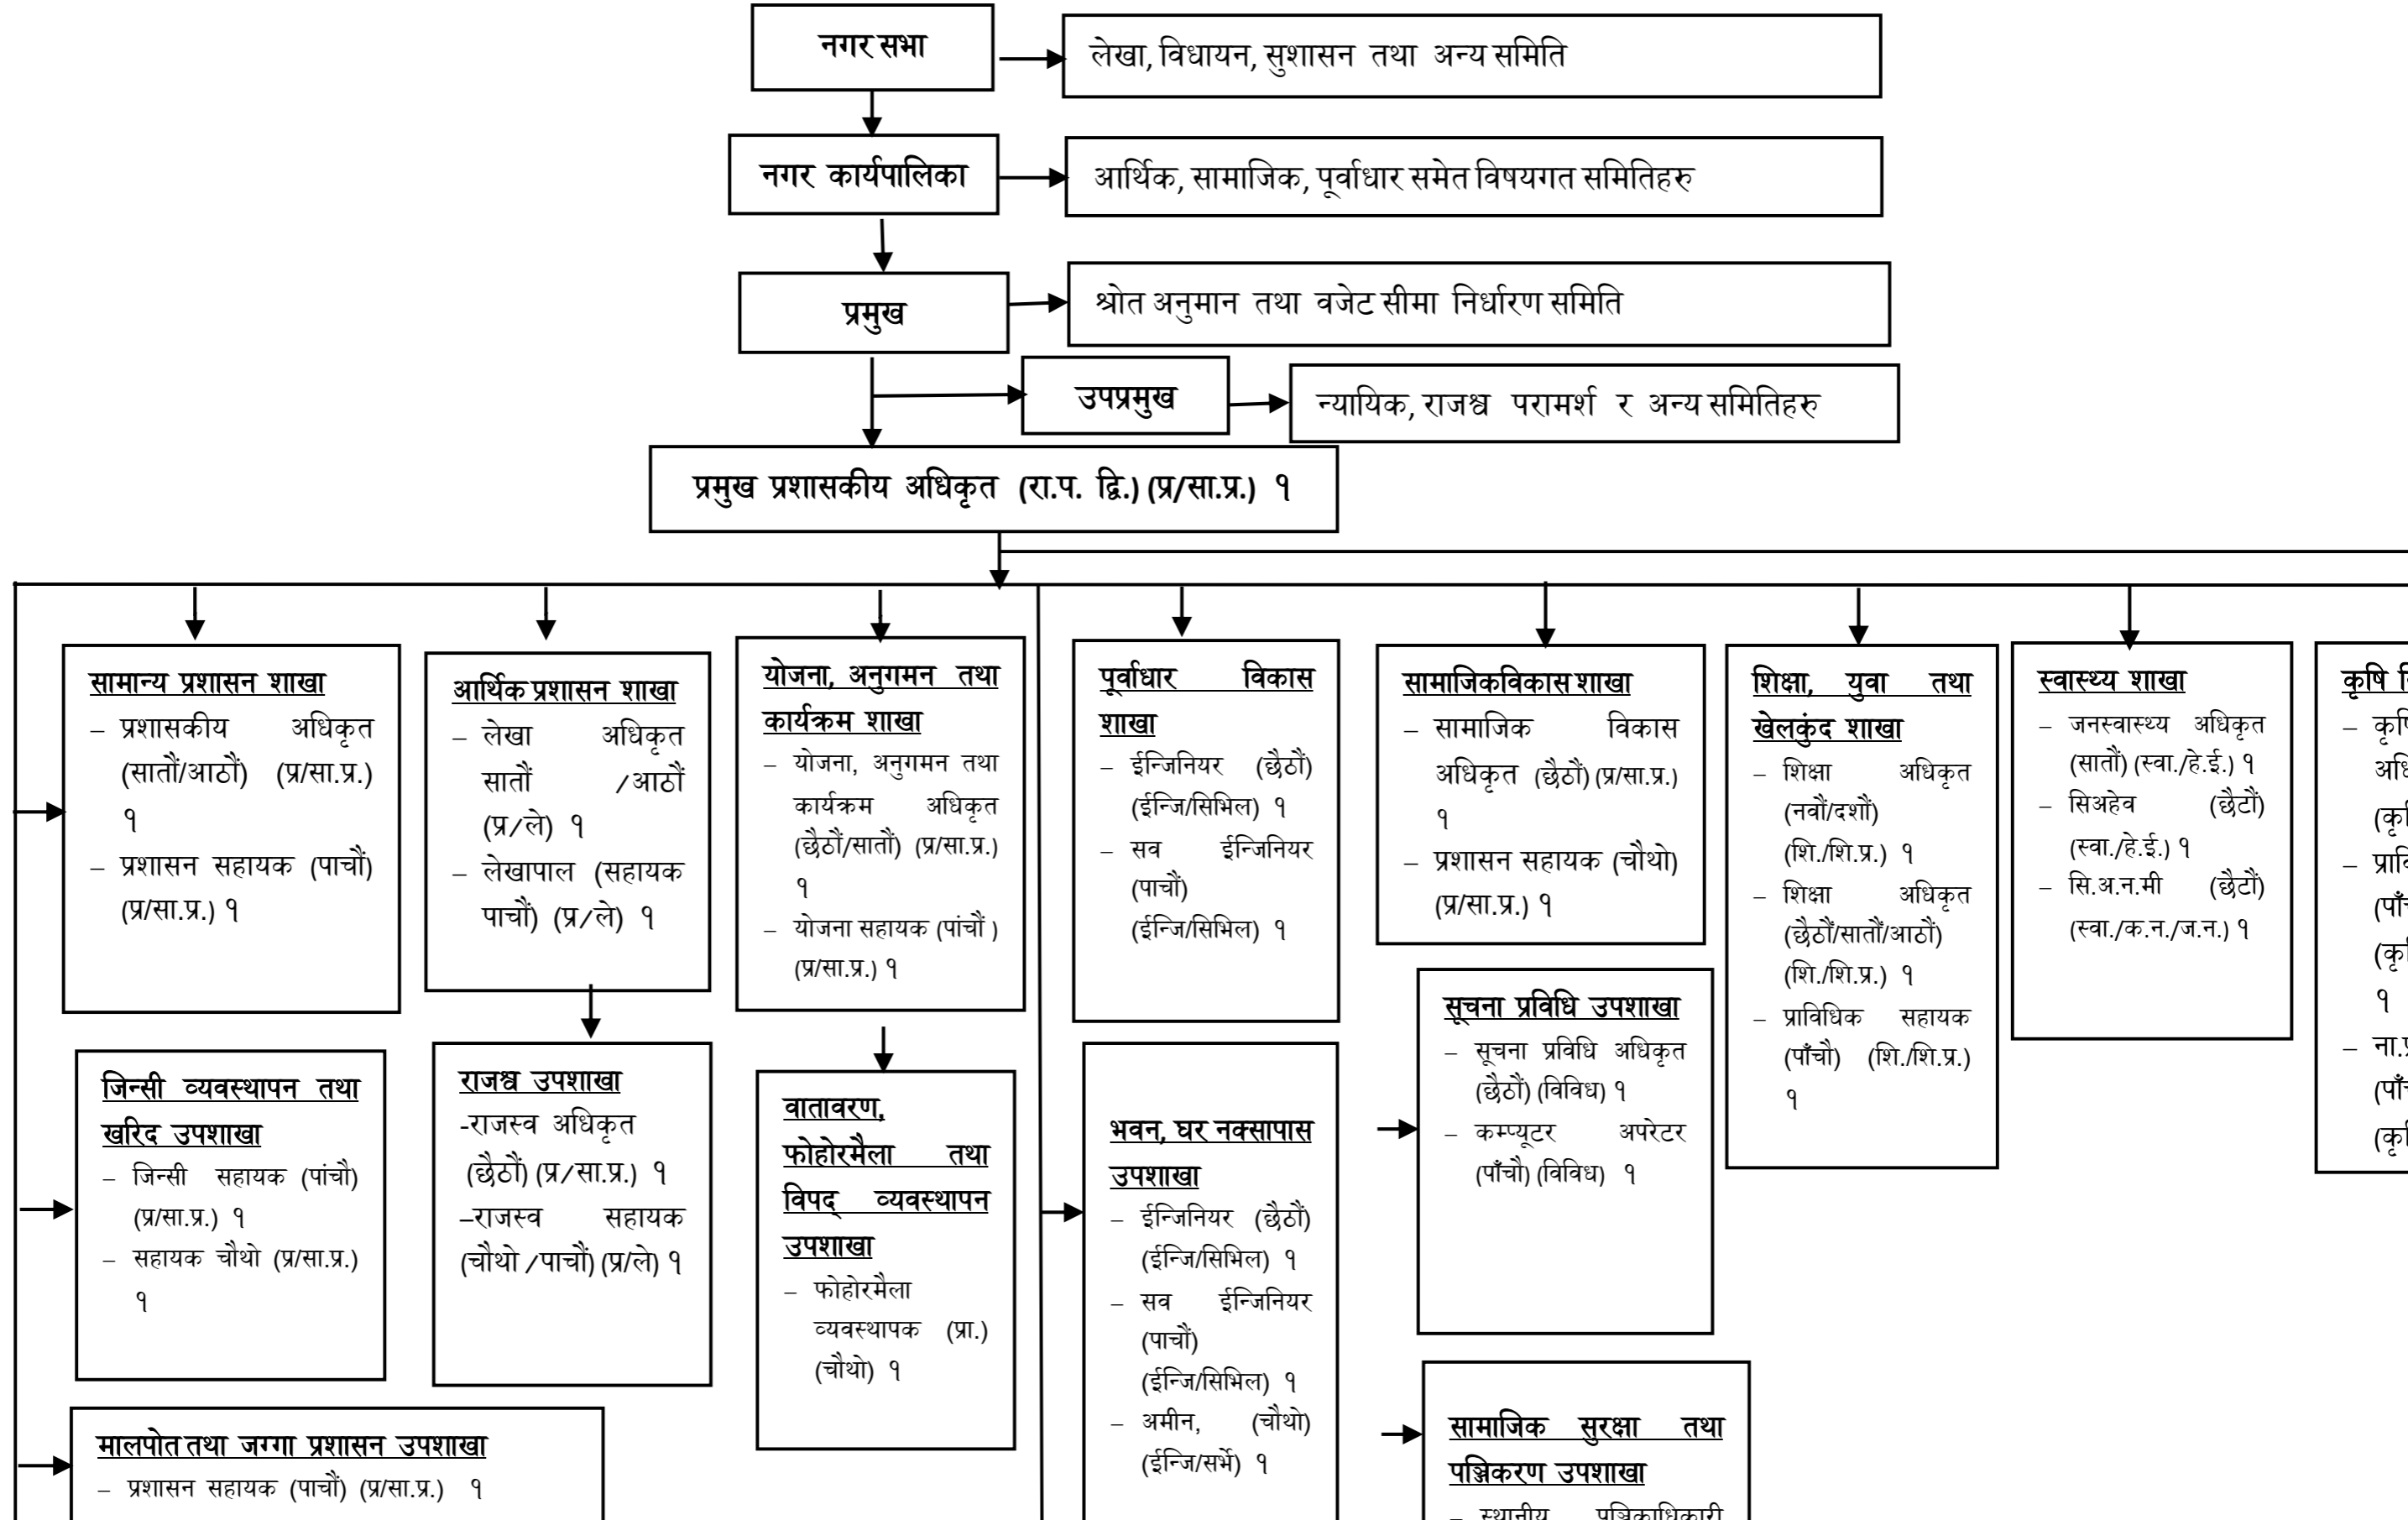 नगर सभा
लेखा, विधायन, सुशासन तथा अन्य समिति
नगर कार्यपालिका
आर्थिक, सामाजिक, पूर्वाधार समेत विषयगत समितिहरु
प्रमुख
श्रोत अनुमान तथा वजेट सीमा निर्धारण समिति
उपप्रमुख
न्यायिक, राजश्व परामर्श र अन्य समितिहरु
प्रमुख प्रशासकीय अधिकृत (रा.प. द्वि.) (प्र/सा.प्र.) १
सामान्य प्रशासन शाखा
– प्रशासकीय अधिकृत
(सातौं/आठौं) (प्र/सा.प्र.)
१
– प्रशासन सहायक (पाचौं)
(प्र/सा.प्र.) १
आर्थिक प्रशासन शाखा
– लेखा अधिकृत
सातौं /आठौं
(प्र/ले) १
– लेखापाल (सहायक
पाचौं) (प्र/ले) १
योजना, अनुगमन तथा
कार्यक्रम शाखा
– योजना, अनुगमन तथा
कार्यक्रम अधिकृत
(छैठौं/सातौं) (प्र/सा.प्र.)
१
– योजना सहायक (पांचौं )
(प्र/सा.प्र.) १
पूर्वाधार विकास
शाखा
– ईन्जिनियर (छैठौं)
(ईन्जि/सिभिल) १
– सव ईन्जिनियर
(पाचौं)
(ईन्जि/सिभिल) १
सामाजिकविकास शाखा
– सामाजिक विकास
अधिकृत (छैठौं) (प्र/सा.प्र.)
१
– प्रशासन सहायक (चौथो)
(प्र/सा.प्र.) १
शिक्षा, युवा तथा
खेलकुंद शाखा
– शिक्षा अधिकृत
(नवौं/दशौं)
(शि./शि.प्र.) १
– शिक्षा अधिकृत
(छैठौं/सातौं/आठौं)
(शि./शि.प्र.) १
– प्राविधिक सहायक
(पाँचौ) (शि./शि.प्र.)
१
स्वास्थ्य शाखा
– जनस्वास्थ्य अधिकृत
(सातौं) (स्वा./हे.ई.) १
– सिअहेव (छैटौं)
(स्वा./हे.ई.) १
– सि.अ.न.मी (छैटौं)
(स्वा./क.न./ज.न.) १
कृषि
१
जिन्सी व्यवस्थापन तथा
खरिद उपशाखा
– जिन्सी सहायक (पांचौ)
(प्र/सा.प्र.) १
– सहायक चौथो (प्र/सा.प्र.)
१
राजश्व उपशाखा
-राजस्व अधिकृत
(छैठौं) (प्र/सा.प्र.) १
–राजस्व सहायक
(चौथो /पाचौं) (प्र/ले) १
वातावरण,
फोहोरमैला तथा
विपद् व्यवस्थापन
उपशाखा
– फोहोरमैला
व्यवस्थापक (प्रा.)
(चौथो) १
भवन, घर नक्सापास
उपशाखा
– ईन्जिनियर (छैठौं)
(ईन्जि/सिभिल) १
– सव ईन्जिनियर
(पाचौं)
(ईन्जि/सिभिल) १
– अमीन, (चौथो)
(ईन्जि/सर्भे) १
सूचना प्रविधि उपशाखा
– सूचना प्रविधि अधिकृत
(छैठौं) (विविध) १
– कम्प्यूटर अपरेटर
(पाँचौ) (विविध) १
मालपोत तथा जग्गा प्रशासन उपशाखा
– प्रशासन सहायक (पाचौं) (प्र/सा.प्र.) १
सामाजिक सुरक्षा तथा
पञ्जिकरण उपशाखा
– स्थानीय पञ्जिकाधिकारी